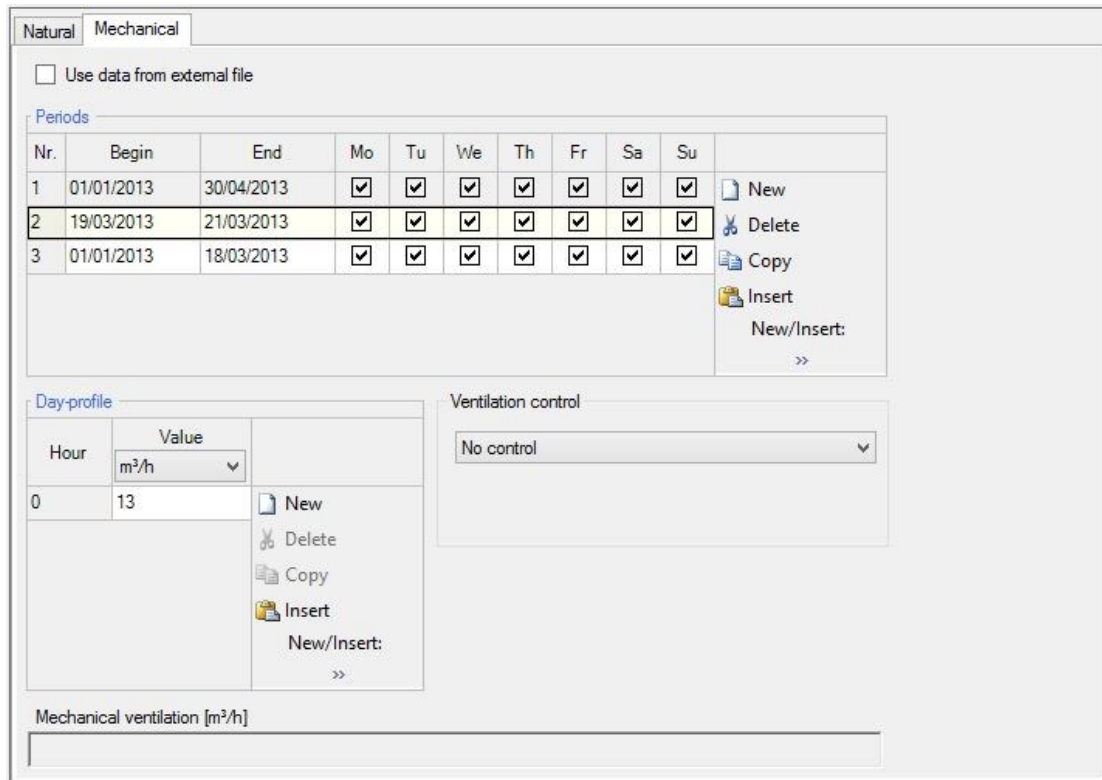 Natural Mechanical
Use data from external file
Periods
Nr. Begin End Mo Tu We Th Fr Sa Su
1 01/01/2013 30/04/2013
New
2 19/03/2013 21/03/2013
Delete
3 01/01/2013 18/03/2013
Copy
Insert
New/Insert:
>>
Day-profile
Hour Value
m³/h
0 13
New
Delete
Copy
Insert
New/Insert:
>>
Ventilation control
No control
Mechanical ventilation [m³/h]